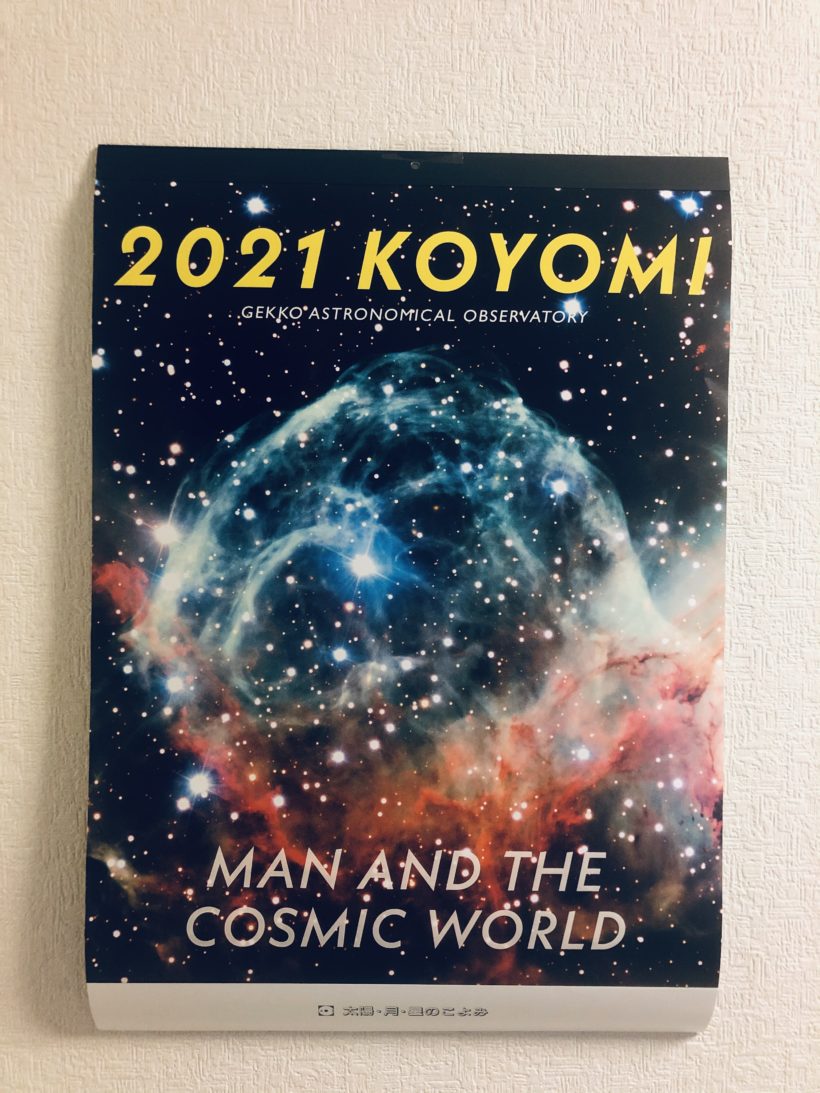 2021 KOYOMI
GEKKO ASTRONOMICAL OBSERVATORY
MAN AND THE
COSMIC WORLD
太陽・月・星のこよみ